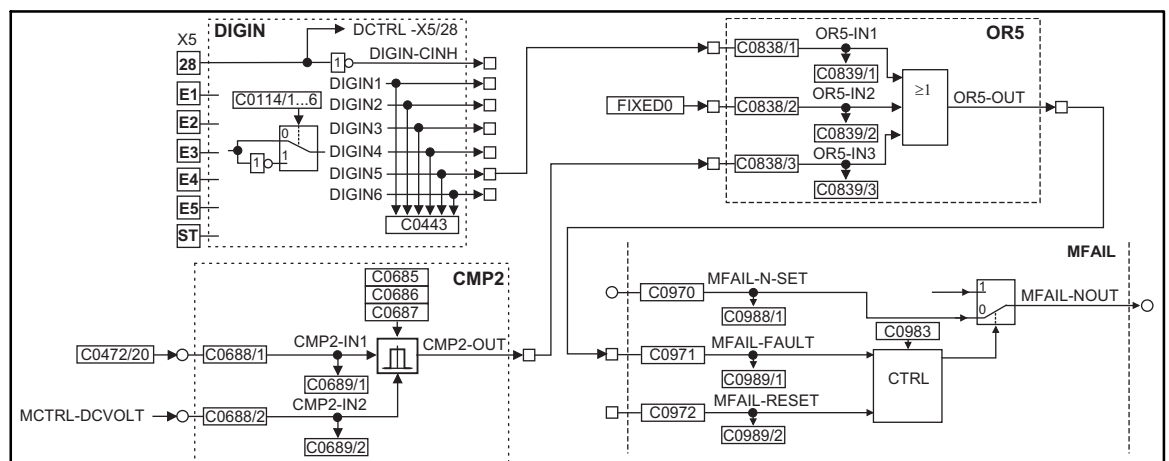 DIGIN
X5
28
E1
E2
E3
E4
E5
ST
DCTRL -X5/28
1
DIGIN-CINH
DIGIN1
DIGIN2
DIGIN3
DIGIN4
DIGIN5
DIGIN6
C0114/1...6
0
1
1
C0443
OR5
C0838/1
OR5-IN1
C0839/1
FIXED0
C0838/2
OR5-IN2
C0839/2
C0838/3
OR5-IN3
C0839/3
≥1
OR5-OUT
CMP2
C0685
C0686
C0687
C0472/20
C0688/1
CMP2-IN1
C0689/1
CMP2-OUT
MCTRL-DCVOLT
C0688/2
CMP2-IN2
C0689/2
MFAIL
C0970
MFAIL-N-SET
C0988/1
1
0
MFAIL-NOUT
C0983
C0971
MFAIL-FAULT
C0989/1
CTRL
C0972
MFAIL-RESET
C0989/2